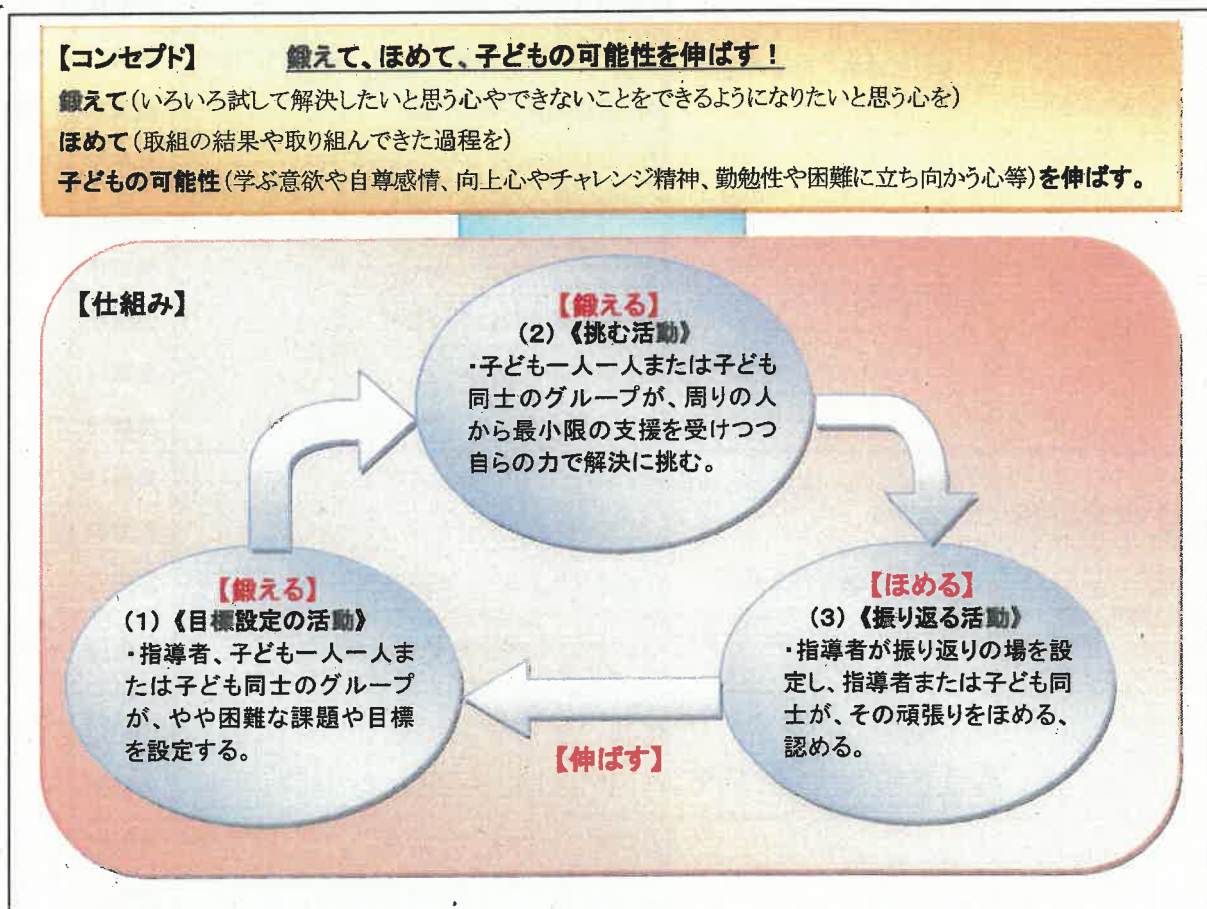 【コンセプト】 鍛えて、ほめて、子どもの可能性を伸ばす！
鍛えて(いろいろ試して解決したいと思う心やできないことをできるようになりたいと思う心を)
ほめて(取組の結果や取り組んできた過程を)
子どもの可能性(学ぶ意欲や自尊感情、向上心やチャレンジ精神、勤勉性や困難に立ち向かう心等)を伸ばす。
【仕組み】
【鍛える】
(2)《挑む活動》
・子ども一人一人または子ども
同士のグループが、周りの人
から最小限の支援を受けつつ
自らの力で解決に挑む。
【鍛える】
(1)《目標設定の活動》
・指導者、子ども一人一人ま
たは子ども同士のグループ
が、やや困難な課題や目標
を設定する。
【ほめる】
(3)《振り返る活動》
・指導者が振り返りの場を設
定し、指導者または子ども同
士が、その頑張りをほめる、
認める。
【伸ばす】